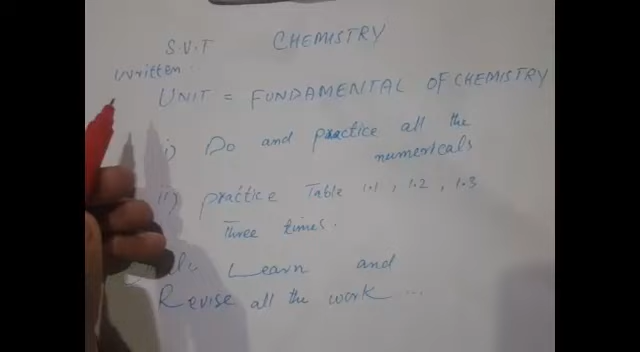 S.V.T CHEMISTRY
written.
UNIT = FUNDAMENTAL OF CHEMISTRY
i) Do and practice all the
numericals
ii) practice Table 1.1, 1.2, 1.3
Three times.
Learn and
Revise all the work ...